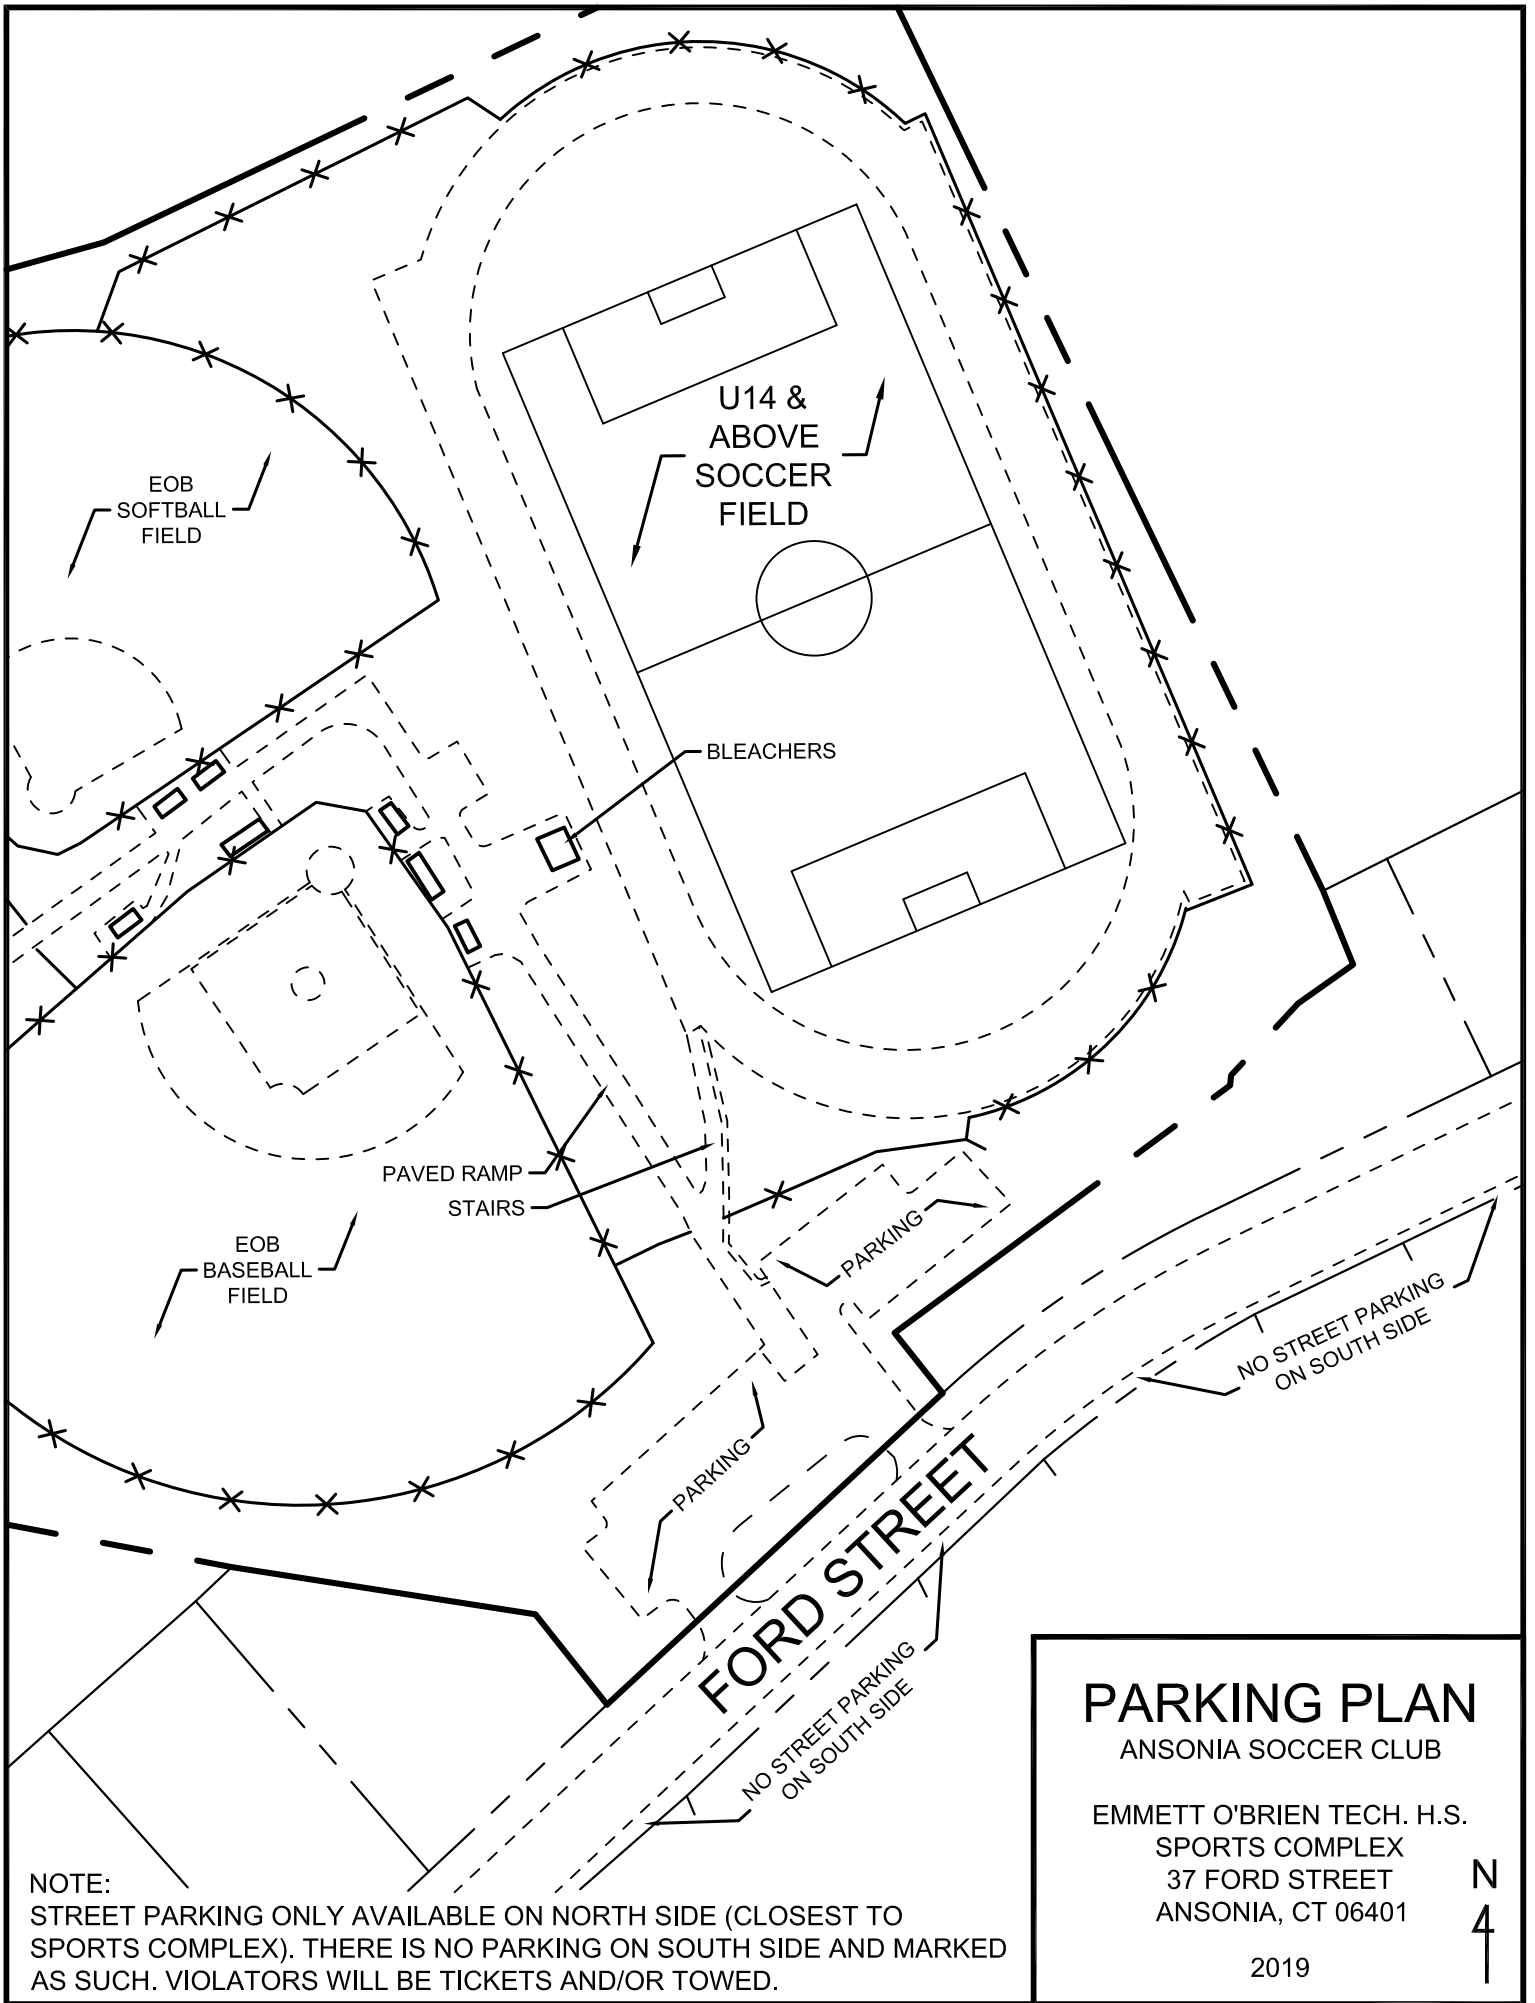 U14 &
ABOVE
SOCCER
FIELD
EOB
SOFTBALL
FIELD
BLEACHERS
PAVED RAMP
STAIRS
PARKING
EOB
BASEBALL
FIELD
NO STREET PARKING
ON SOUTH SIDE
PARKING
FORD STREET
NO STREET PARKING
ON SOUTH SIDE
PARKING PLAN
ANSONIA SOCCER CLUB
EMMETT O'BRIEN TECH. H.S.
SPORTS COMPLEX
37 FORD STREET
ANSONIA, CT 06401
2019
N
NOTE:
STREET PARKING ONLY AVAILABLE ON NORTH SIDE (CLOSEST TO
SPORTS COMPLEX). THERE IS NO PARKING ON SOUTH SIDE AND MARKED
AS SUCH. VIOLATORS WILL BE TICKETS AND/OR TOWED.